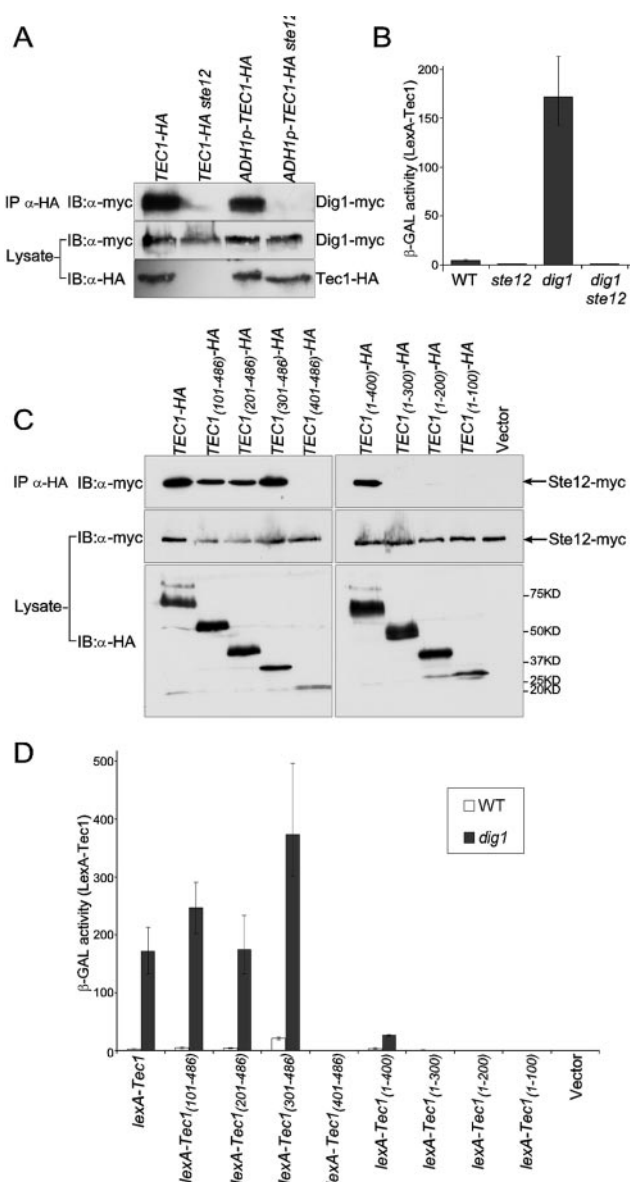 A
TEC1-HA
TEC1-HA ste12
ADH1p-TEC1-HA
ADH1p-TEC1-HA ste12
IP α-HA IB:α-myc Dig1-myc
Lysate IB:α-myc Dig1-myc
IB:α-HA Tec1-HA
B
β-GAL activity (LexA-Tec1)
200
150
100
50
0
WT ste12 dig1 dig1 ste12
C
TEC1-HA
TEC1(101-486)-HA
TEC1(201-486)-HA
TEC1(301-486)-HA
TEC1(401-486)-HA
TEC1(1-400)-HA
TEC1(1-300)-HA
TEC1(1-200)-HA
TEC1(1-100)-HA
Vector
IP α-HA IB:α-myc Ste12-myc
IB:α-myc Ste12-myc
Lysate
IB:α-HA
75KD
50KD
37KD
25KD
20KD
D
β-GAL activity (LexA-Tec1)
500
400
300
200
100
0
WT
dig1
lexA-Tec1
lexA-Tec1(101-486)
lexA-Tec1(201-486)
lexA-Tec1(301-486)
lexA-Tec1(401-486)
lexA-Tec1(1-400)
lexA-Tec1(1-300)
lexA-Tec1(1-200)
lexA-Tec1(1-100)
Vector